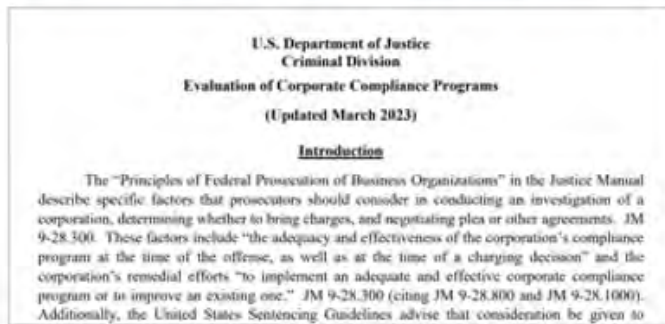 U.S. Department of Justice
Criminal Division
Evaluation of Corporate Compliance Programs
(Updated March 2023)
Introduction
The “Principles of Federal Prosecution of Business Organizations” in the Justice Manual
describe specific factors that prosecutors should consider in conducting an investigation of a
corporation, determining whether to bring charges, and negotiating plea or other agreements. JM
9-28.300. These factors include “the adequacy and effectiveness of the corporation’s compliance
program at the time of the offense, as well as at the time of a charging decision” and the
corporation’s remedial efforts “to implement an adequate and effective corporate compliance
program or to improve an existing one.” JM 9-28.300 (citing JM 9-28.800 and JM 9-28.1000).
Additionally, the United States Sentencing Guidelines advise that consideration be given to